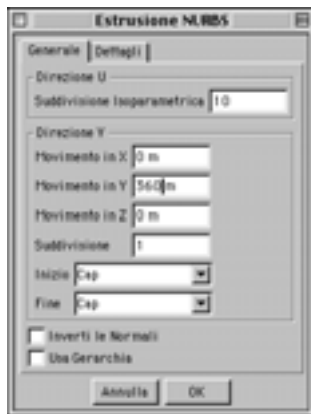 Estrusione NURBS
Generale Dettagli
Direzione U
Suddivisione Isoparametrica 10
Direzione V
Movimento in X 0 m
Movimento in Y 360 m
Movimento in Z 0 m
Suddivisione 1
Inizio Cap
Fine Cap
Inverti le Normali
Usa Gerarchia
Annulla OK